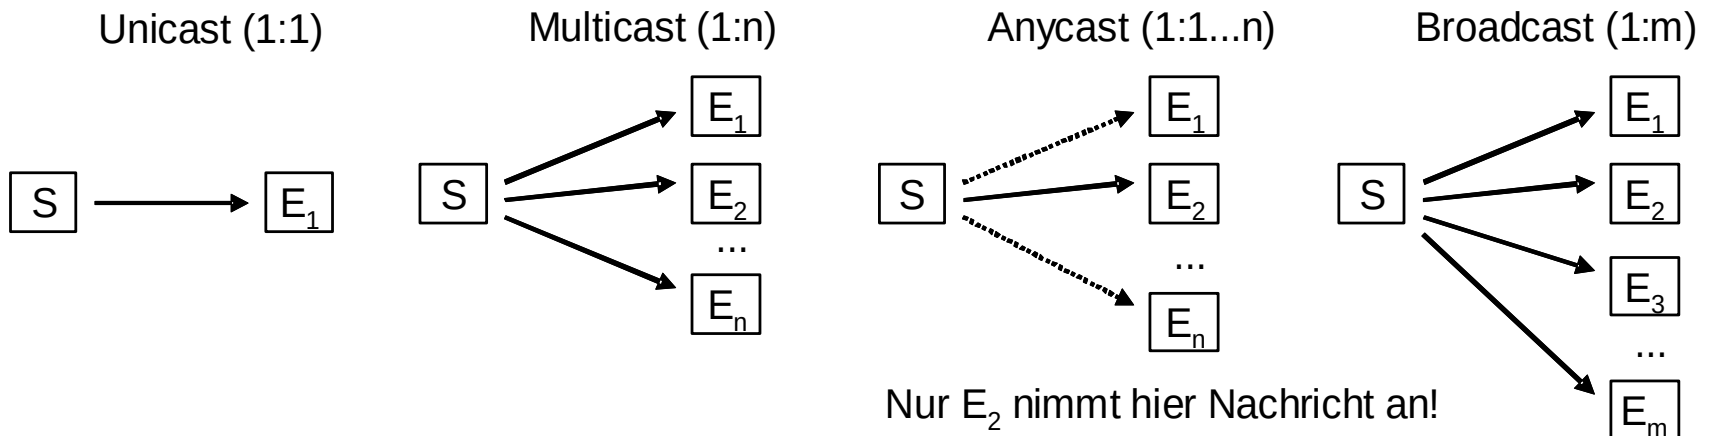 Unicast (1:1)
Multicast (1:n)
Anycast (1:1...n)
Broadcast (1:m)
S
E1
S
E1
E2
...
En
S
E1
E2
...
En
Nur E2 nimmt hier Nachricht an!
S
E1
E2
E3
...
Em